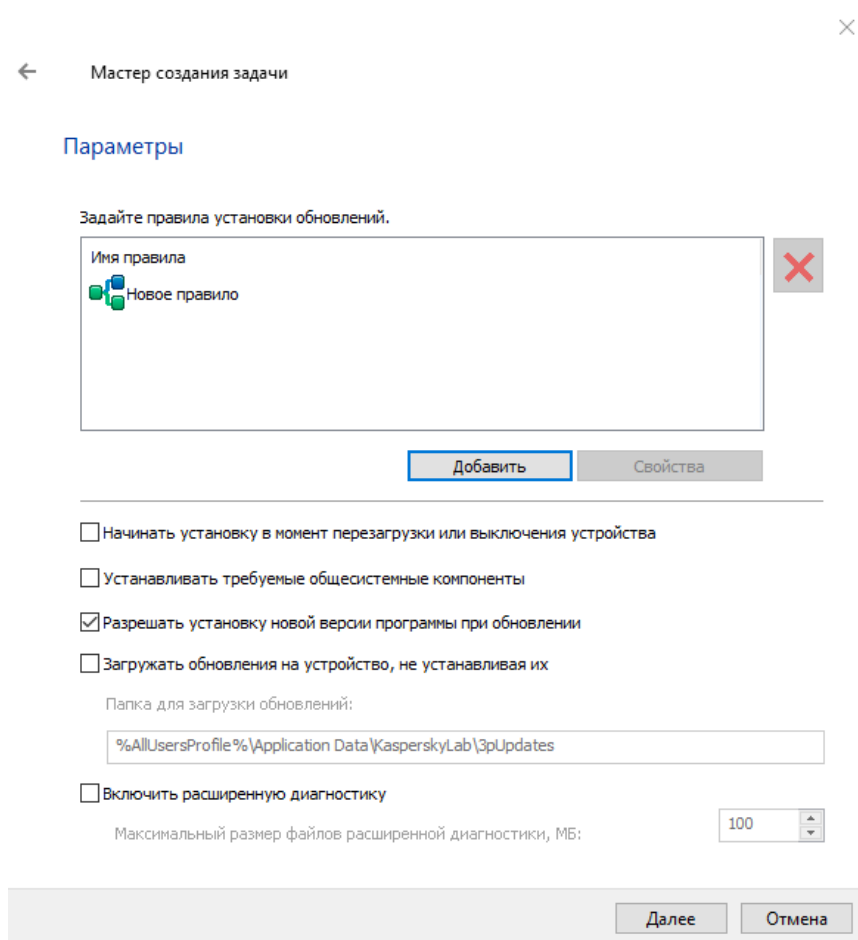 Мастер создания задачи
Параметры
Задайте правила установки обновлений.
Имя правила
Новое правило
Добавить
Свойства
Начинать установку в момент перезагрузки или выключения устройства
Устанавливать требуемые общесистемные компоненты
Разрешать установку новой версии программы при обновлении
Загружать обновления на устройство, не устанавливая их
Папка для загрузки обновлений:
%AllUsersProfile%\Application Data\KasperskyLab\3pUpdates
Включить расширенную диагностику
Максимальный размер файлов расширенной диагностики, МБ:
100
Далее
Отмена